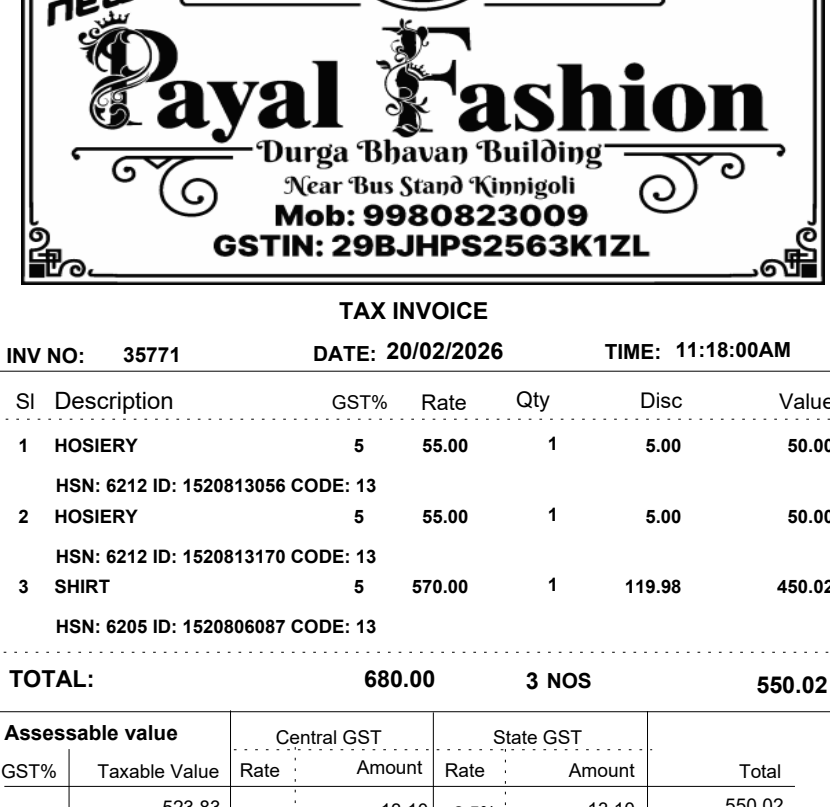 new
Payal Fashion
Durga Bhavan Building
Near Bus Stand Kinnigoli
Mob: 9980823009
GSTIN: 29BJHPS2563K1ZL
TAX INVOICE
INV NO: 35771 DATE: 20/02/2026 TIME: 11:18:00AM
Sl Description GST% Rate Qty Disc Value
1 HOSIERY 5 55.00 1 5.00 50.00
HSN: 6212 ID: 1520813056 CODE: 13
2 HOSIERY 5 55.00 1 5.00 50.00
HSN: 6212 ID: 1520813170 CODE: 13
3 SHIRT 5 570.00 1 119.98 450.02
HSN: 6205 ID: 1520806087 CODE: 13
TOTAL: 680.00 3 NOS 550.02
Assessable value Central GST State GST
GST% Taxable Value Rate Amount Rate Amount Total
523.83 550.02